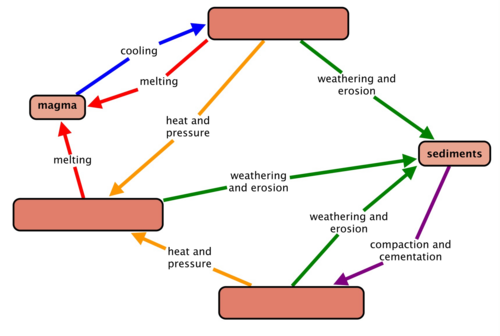 cooling
weathering and
erosion
melting
magma
heat and
pressure
sediments
melting
weathering
and erosion
weathering and
erosion
compaction and
cementation
heat and
pressure